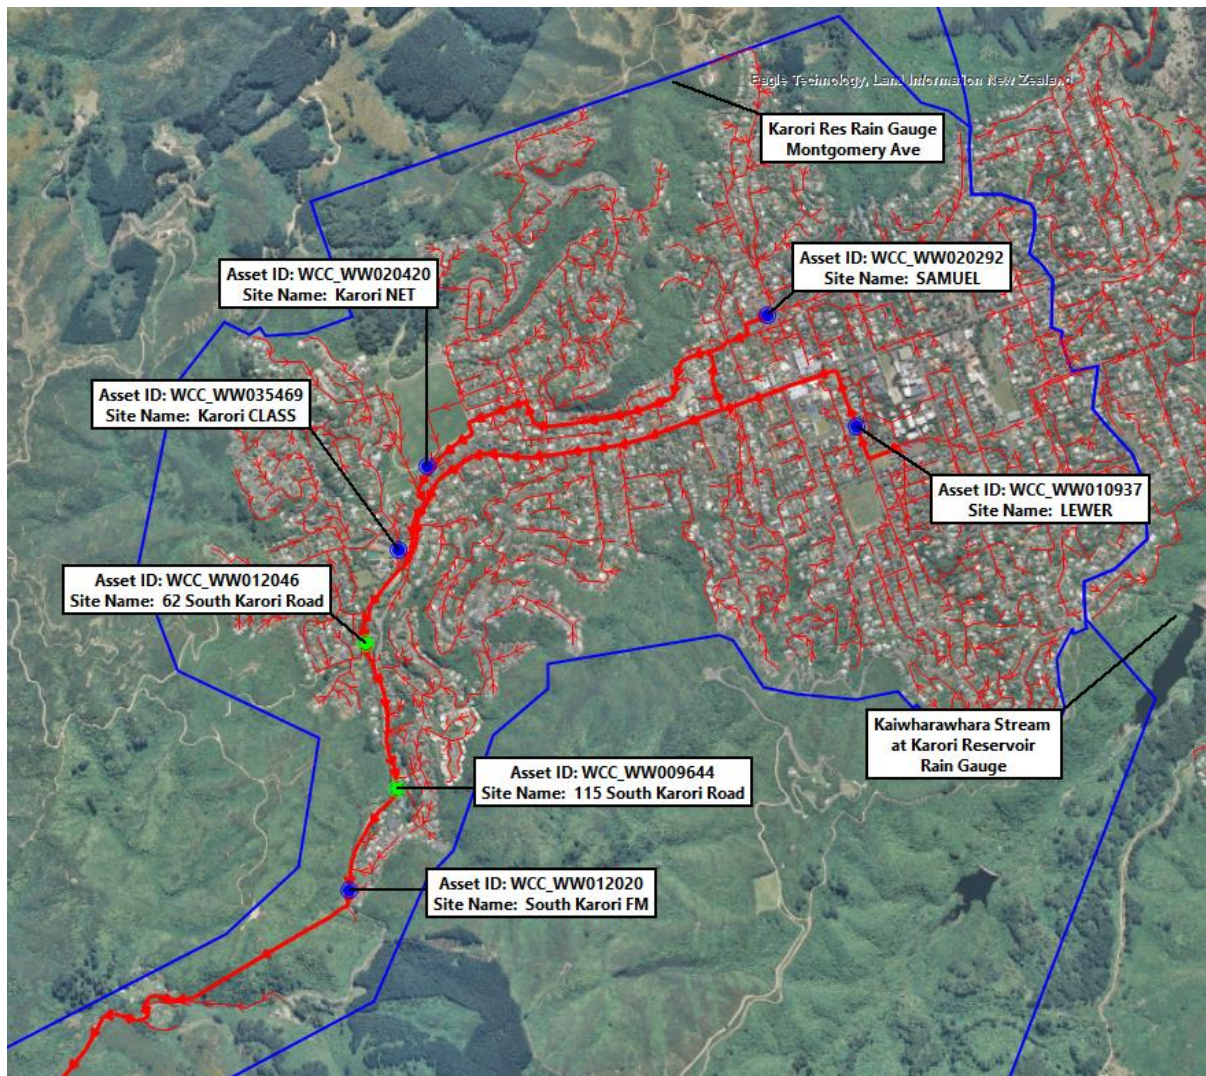 Eagle Technology, Land Information New Zealand
Karori Res Rain Gauge
Montgomery Ave
Asset ID: WCC_WW020292
Site Name: SAMUEL
Asset ID: WCC_WW020420
Site Name: Karori NET
Asset ID: WCC_WW035469
Site Name: Karori CLASS
Asset ID: WCC_WW010937
Site Name: LEWER
Asset ID: WCC_WW012046
Site Name: 62 South Karori Road
Kaiwharawhara Stream
at Karori Reservoir
Rain Gauge
Asset ID: WCC_WW009644
Site Name: 115 South Karori Road
Asset ID: WCC_WW012020
Site Name: South Karori FM